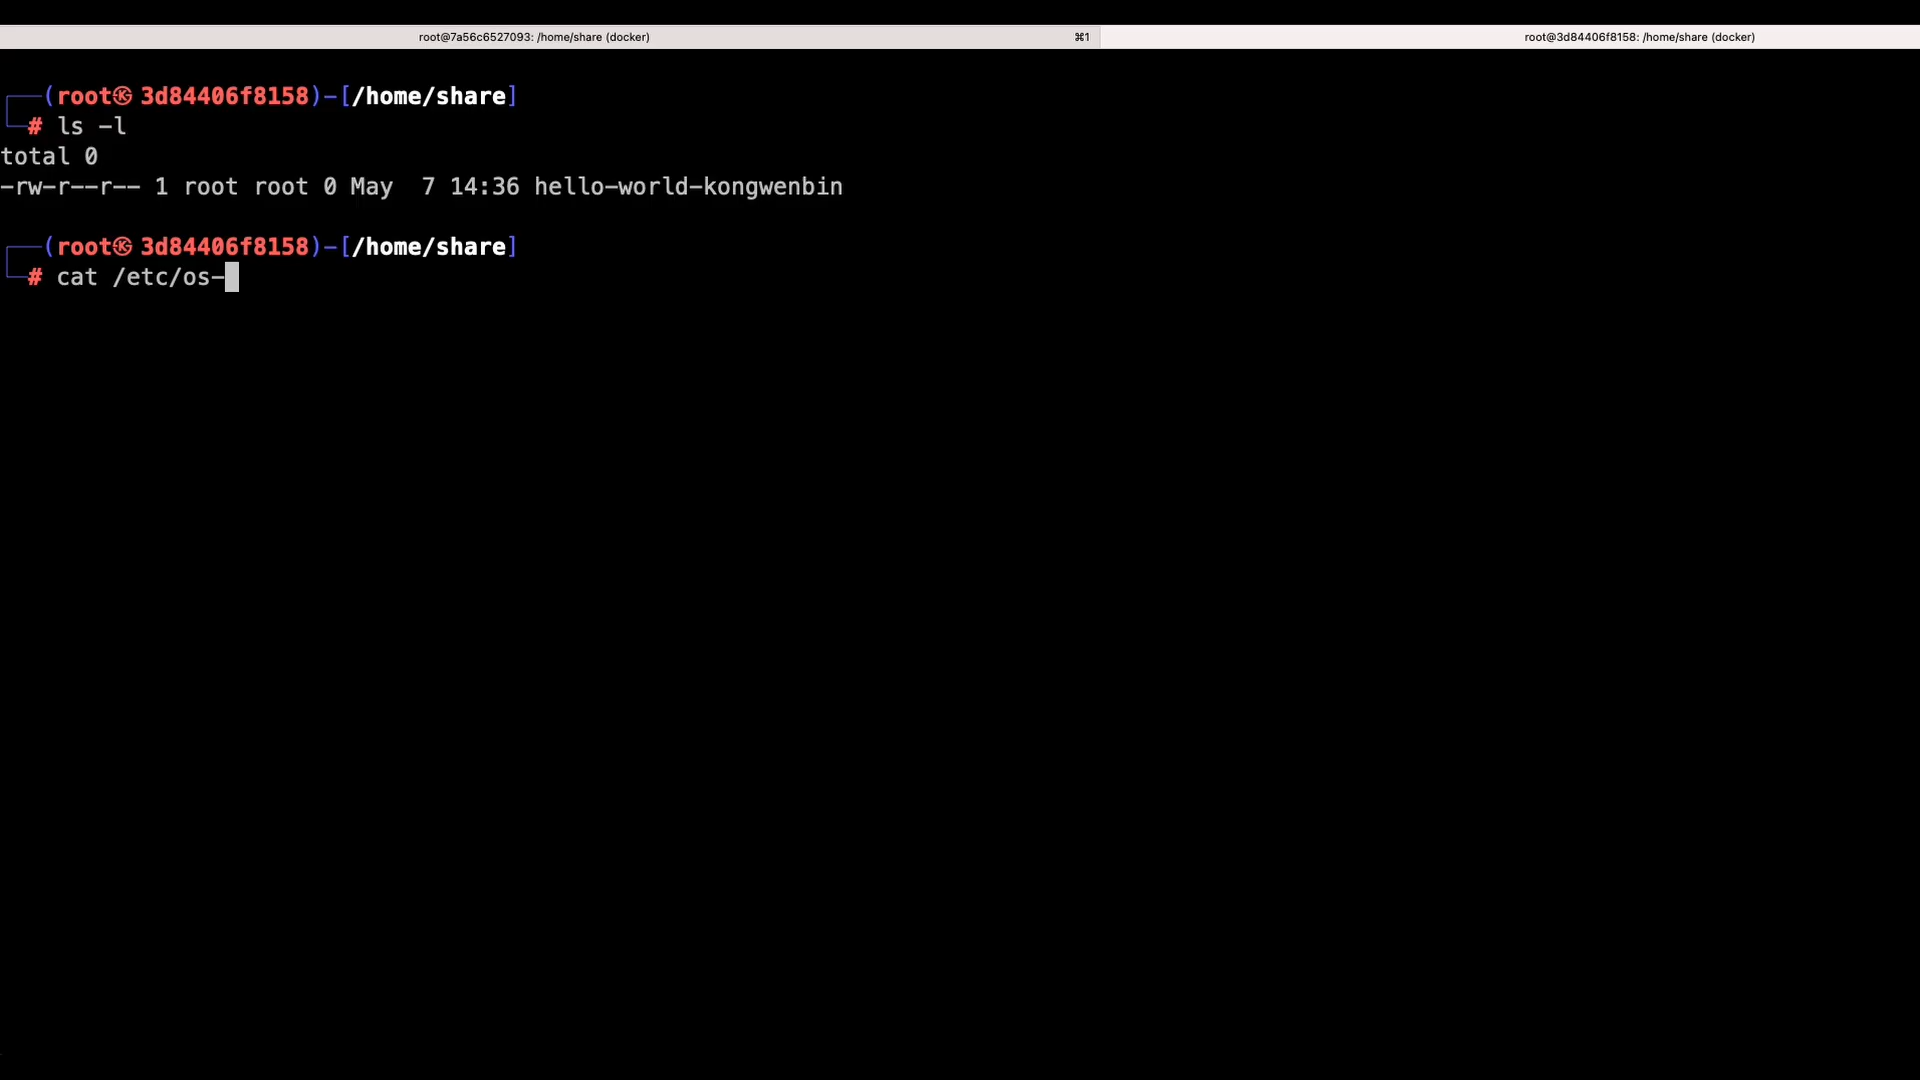 root@7a56c6527093: /home/share (docker) ⌘1 root@3d84406f8158: /home/share (docker)
┌──(root㉿3d84406f8158)-[/home/share]
└─# ls -l
total 0
-rw-r--r-- 1 root root 0 May  7 14:36 hello-world-kongwenbin
┌──(root㉿3d84406f8158)-[/home/share]
└─# cat /etc/os-